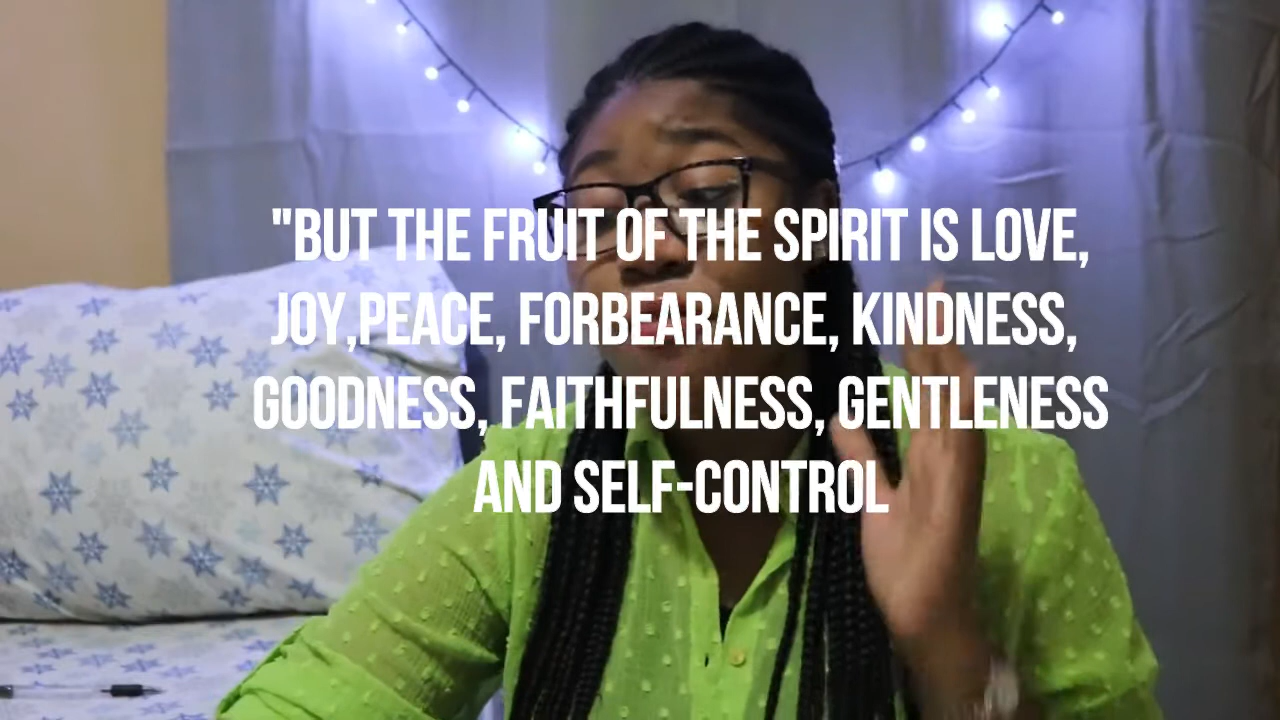 "BUT THE FRUIT OF THE SPIRIT IS LOVE,
JOY,PEACE, FORBEARANCE, KINDNESS,
GOODNESS, FAITHFULNESS, GENTLENESS
AND SELF-CONTROL